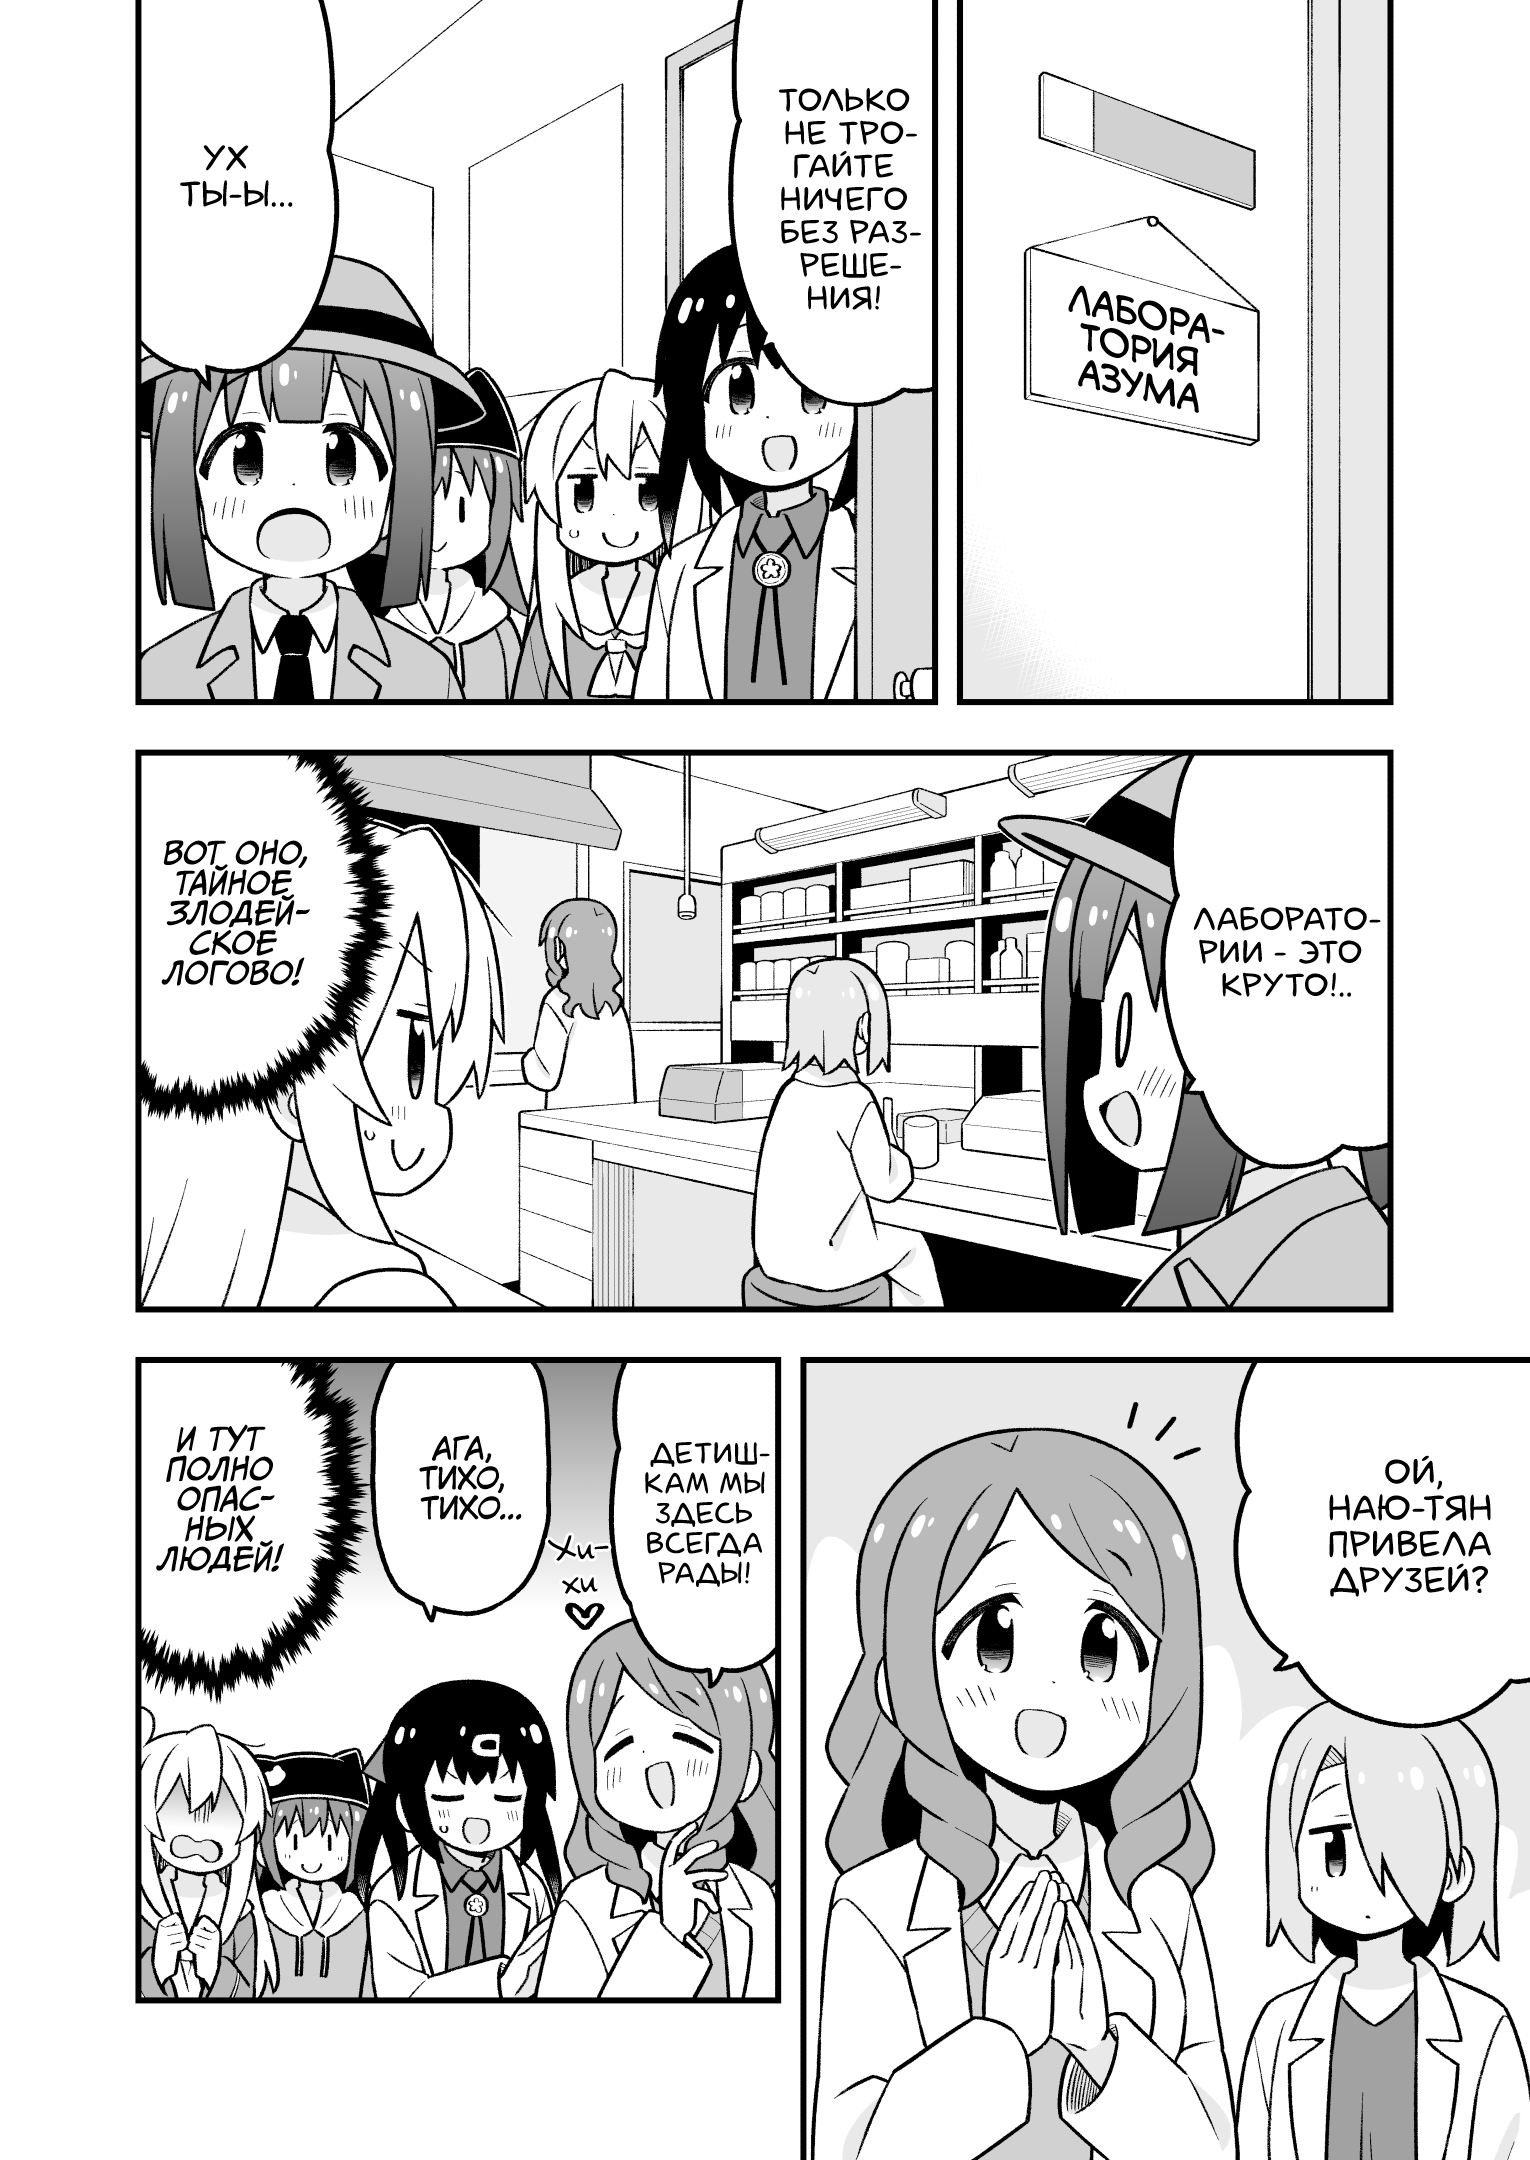 ЛАБОРА-
ТОРИЯ
АЗУМА
ТОЛЬКО
НЕ ТРО-
ГАЙТЕ
НИЧЕГО
БЕЗ РАЗ-
РЕШЕ-
НИЯ!
УХ
ТЫ-Ы...
ЛАБОРАТО-
РИИ - ЭТО
КРУТО!..
ВОТ ОНО,
ТАЙНОЕ
ЗЛОДЕЙ-
СКОЕ
ЛОГОВО!
ОЙ,
НАЮ-ТЯН
ПРИВЕЛА
ДРУЗЕЙ?
ДЕТИШ-
КАМ МЫ
ЗДЕСЬ
ВСЕГДА
РАДЫ!
Хи-
хи
АГА,
ТИХО,
ТИХО...
И ТУТ
ПОЛНО
ОПАС-
НЫХ
ЛЮДЕЙ!